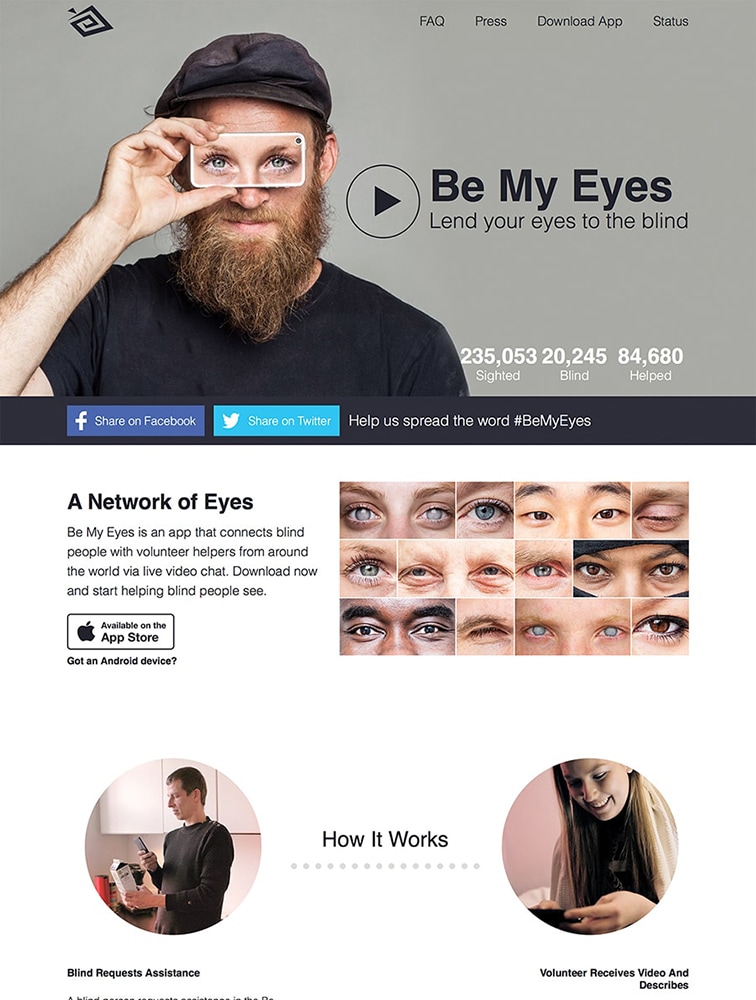 FAQ Press Download App Status
Be My Eyes
Lend your eyes to the blind
235,053 20,245 84,680
Sighted Blind Helped
Share on Facebook Share on Twitter Help us spread the word #BeMyEyes
A Network of Eyes
Be My Eyes is an app that connects blind
people with volunteer helpers from around
the world via live video chat. Download now
and start helping blind people see.
Available on the
App Store
Got an Android device?
How It Works
Blind Requests Assistance
Volunteer Receives Video And
Describes
A blind person requests assistance in the Be